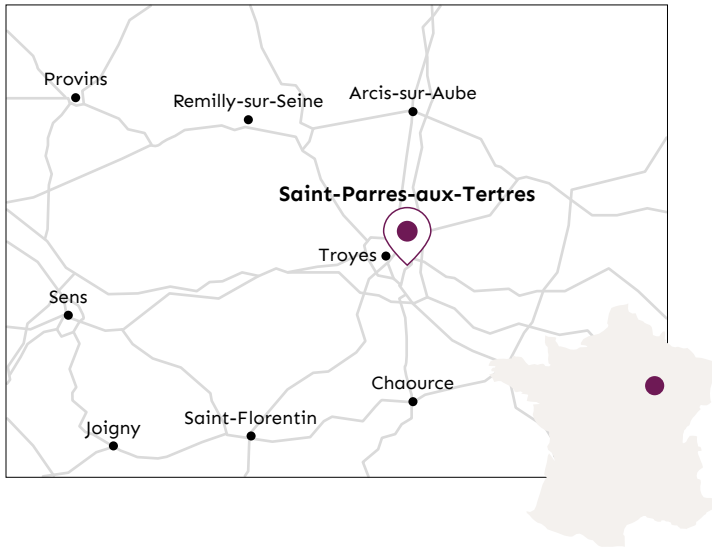 Provins
Remilly-sur-Seine
Arcis-sur-Aube
Saint-Parres-aux-Tertres
Troyes
Sens
Chaource
Saint-Florentin
Joigny